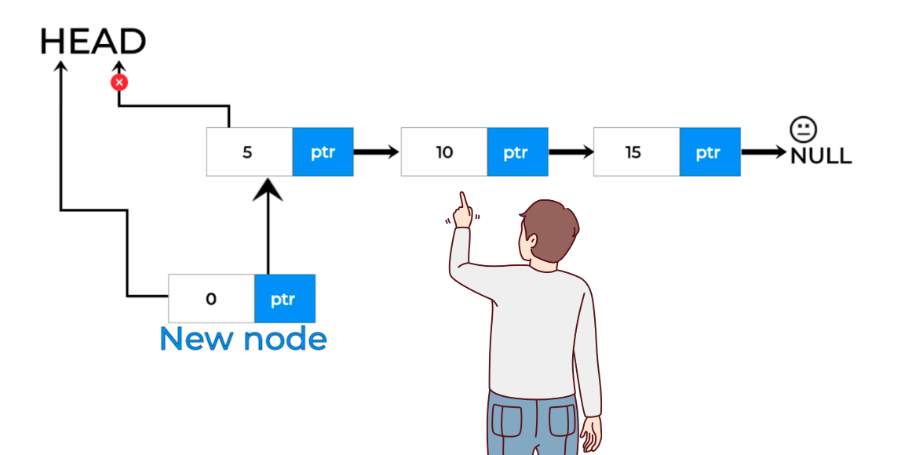 HEAD
5 ptr
10 ptr
15 ptr
NULL
0 ptr
New node